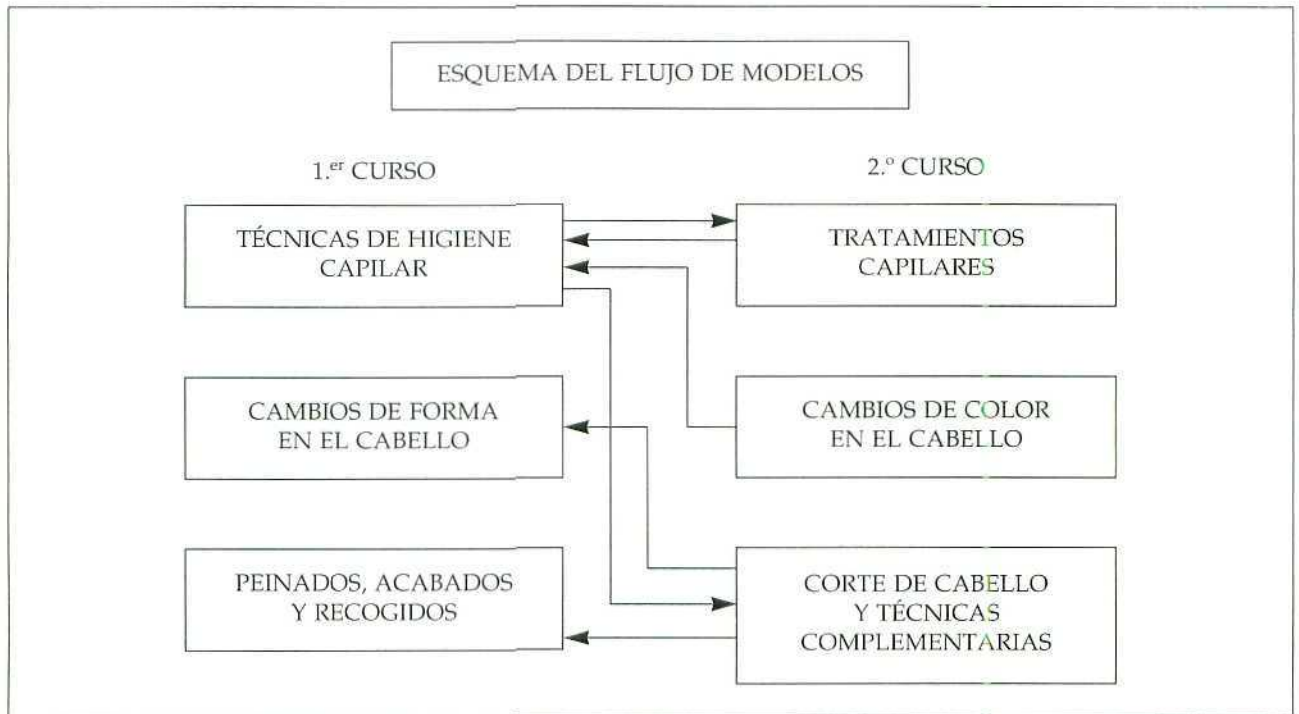 ESQUEMA DEL FLUJO DE MODELOS
1.er CURSO
2.º CURSO
TÉCNICAS DE HIGIENE
CAPILAR
TRATAMIENTOS
CAPILARES
CAMBIOS DE FORMA
EN EL CABELLO
CAMBIOS DE COLOR
EN EL CABELLO
PEINADOS, ACABADOS
Y RECOGIDOS
CORTE DE CABELLO
Y TÉCNICAS
COMPLEMENTARIAS